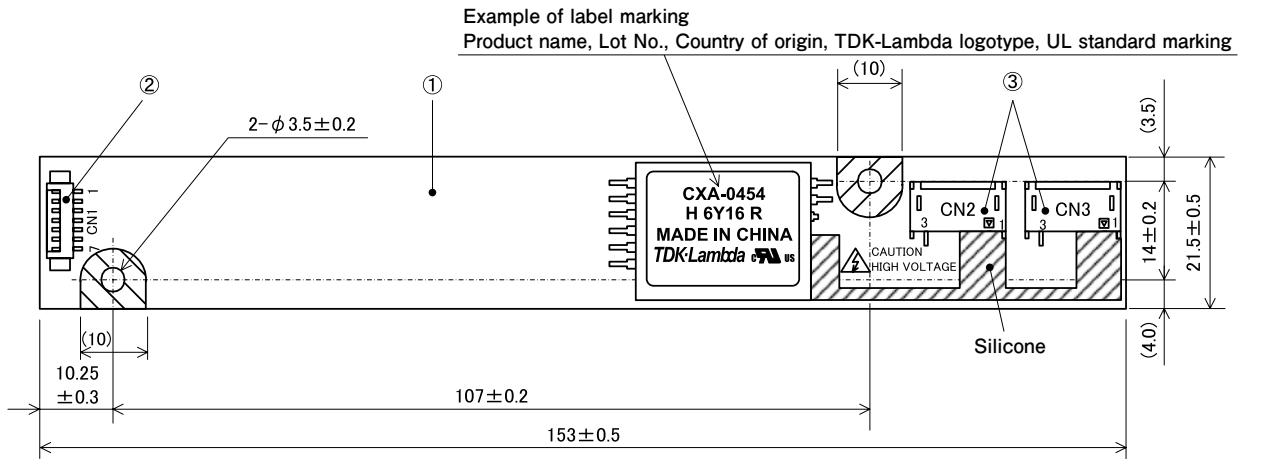 Example of label marking
Product name, Lot No., Country of origin, TDK-Lambda logotype, UL standard marking
② ① (10) ③
2-φ3.5±0.2
(3.5)
1
CN1
7
CXA-0454
H 6Y16 R
MADE IN CHINA
TDK·Lambda c RU US
CN2
3 1
CN3
3 1
CAUTION
HIGH VOLTAGE
14±0.2
21.5±0.5
(4.0)
Silicone
(10)
10.25
±0.3
107±0.2
153±0.5